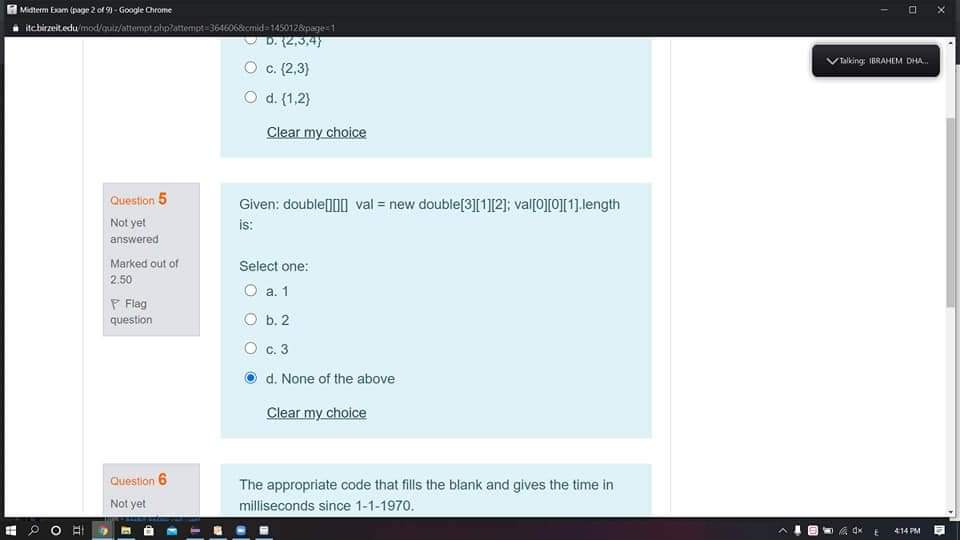 Midterm Exam (page 2 of 9) - Google Chrome
itc.birzeit.edu/mod/quiz/attempt.php?attempt=364606&cmid=145012&page=1
b. {2,3,4}
Talking: IBRAHEM DHA...
c. {2,3}
d. {1,2}
Clear my choice
Question 5
Not yet
answered
Marked out of
2.50
Flag
question
Given: double[][][] val = new double[3][1][2]; val[0][0][1].length
is:
Select one:
a. 1
b. 2
c. 3
d. None of the above
Clear my choice
Question 6
Not yet
The appropriate code that fills the blank and gives the time in
milliseconds since 1-1-1970.
ع
4:14 PM